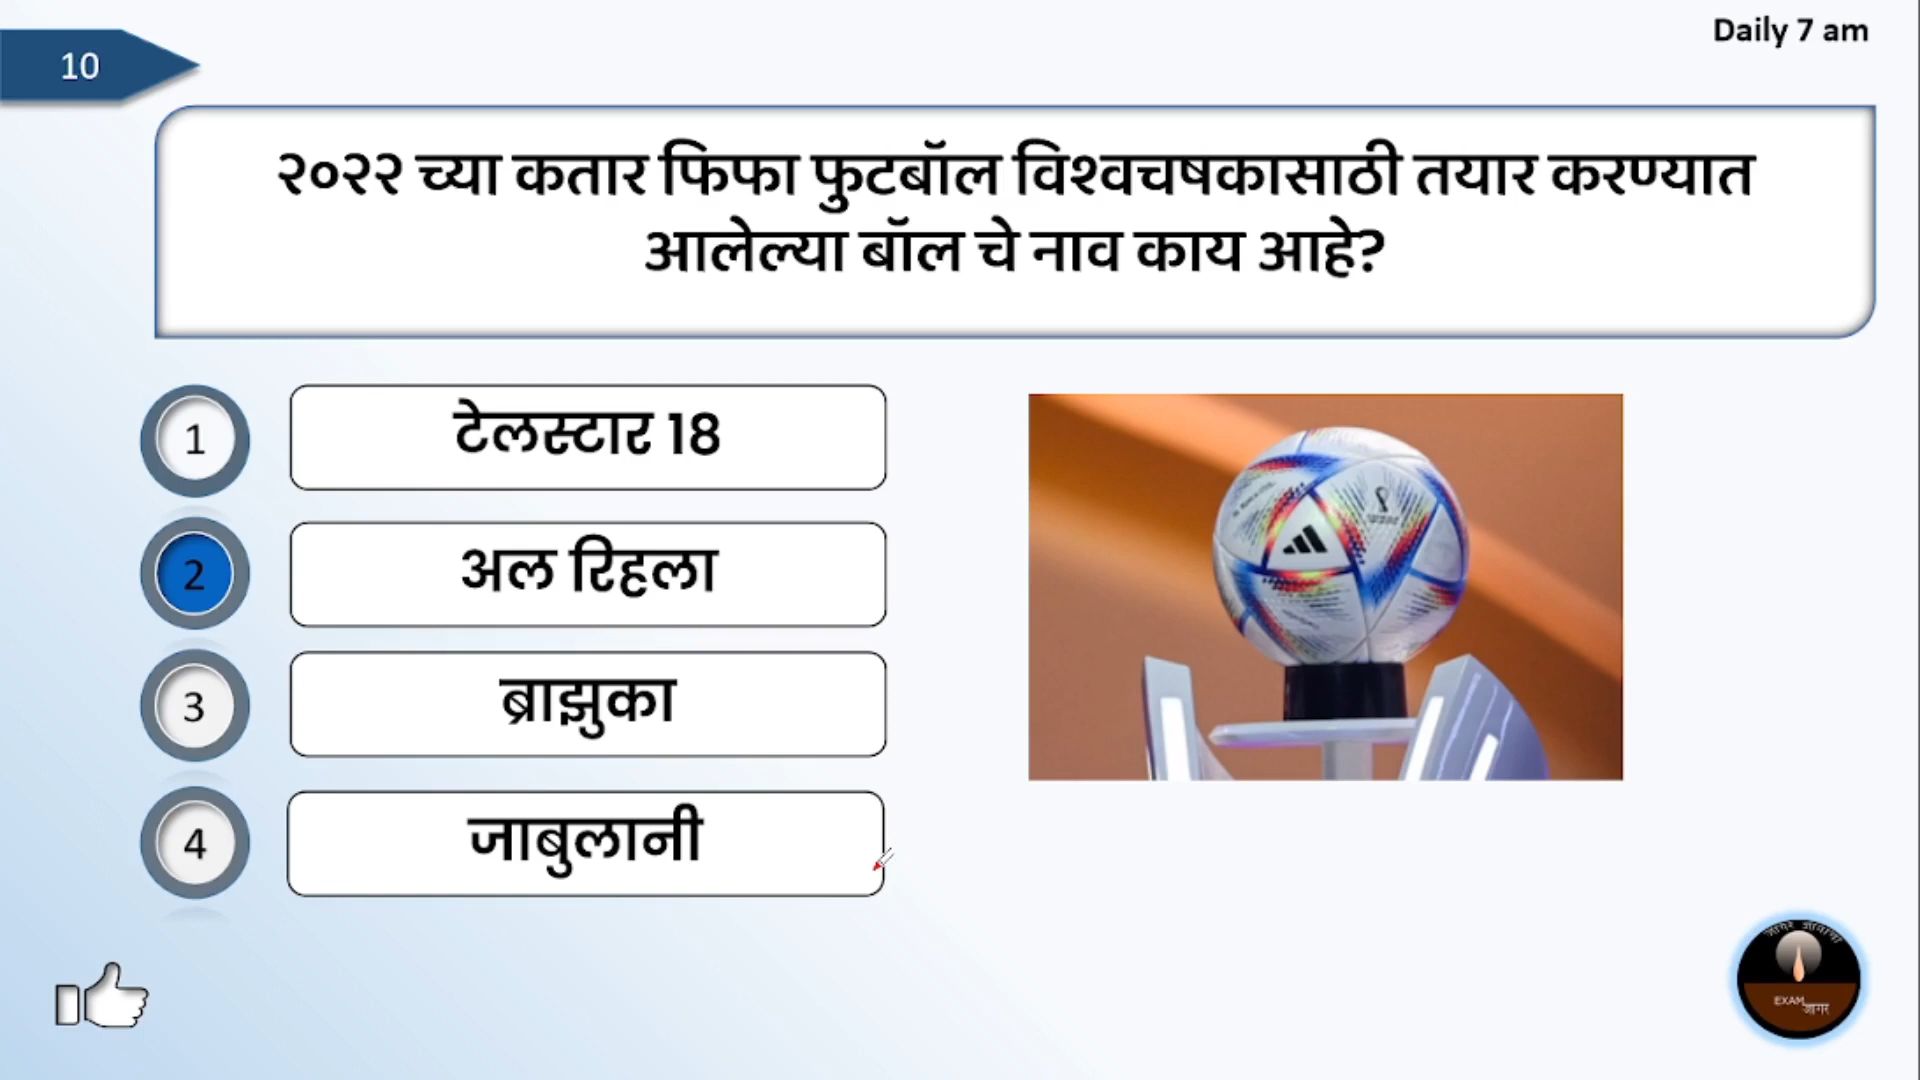 Daily 7 am
10
२०२२ च्या कतार फिफा फुटबॉल विश्वचषकासाठी तयार करण्यात
आलेल्या बॉल चे नाव काय आहे?
1
टेलस्टार 18
2
अल रिहला
3
ब्राझुका
4
जाबुलानी
EXAM
जागर